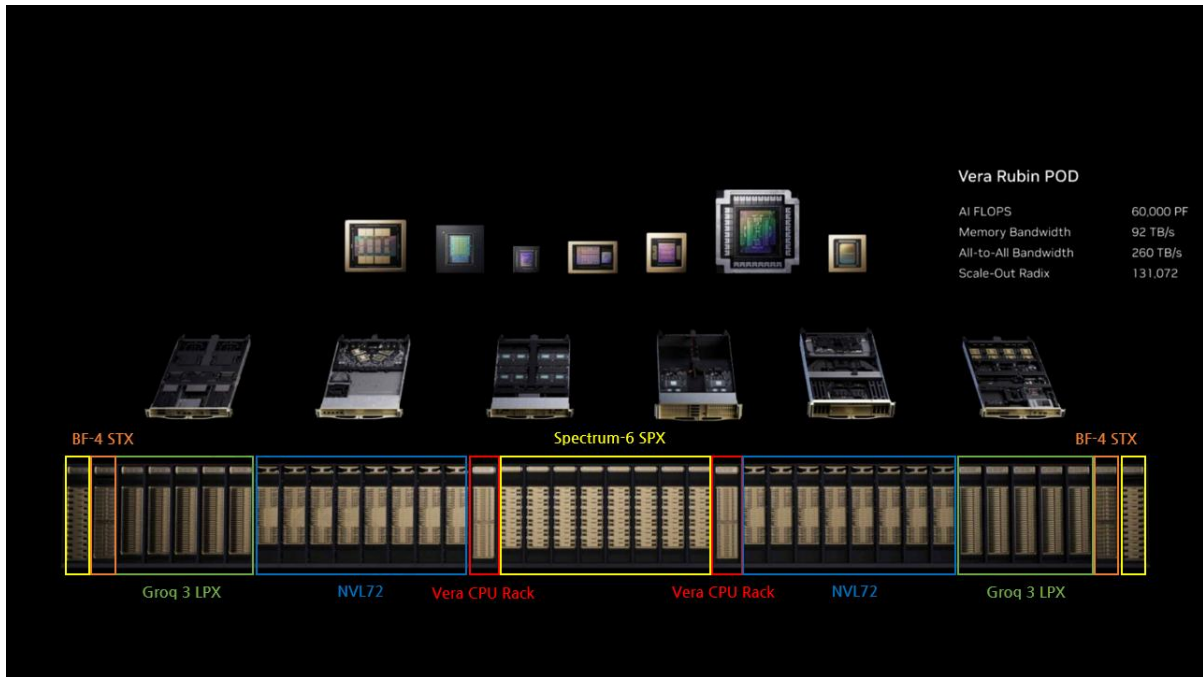 Vera Rubin POD
AI FLOPS 60,000 PF
Memory Bandwidth 92 TB/s
All-to-All Bandwidth 260 TB/s
Scale-Out Radix 131,072
BF-4 STX Spectrum-6 SPX BF-4 STX
Groq 3 LPX NVL72 Vera CPU Rack Vera CPU Rack NVL72 Groq 3 LPX